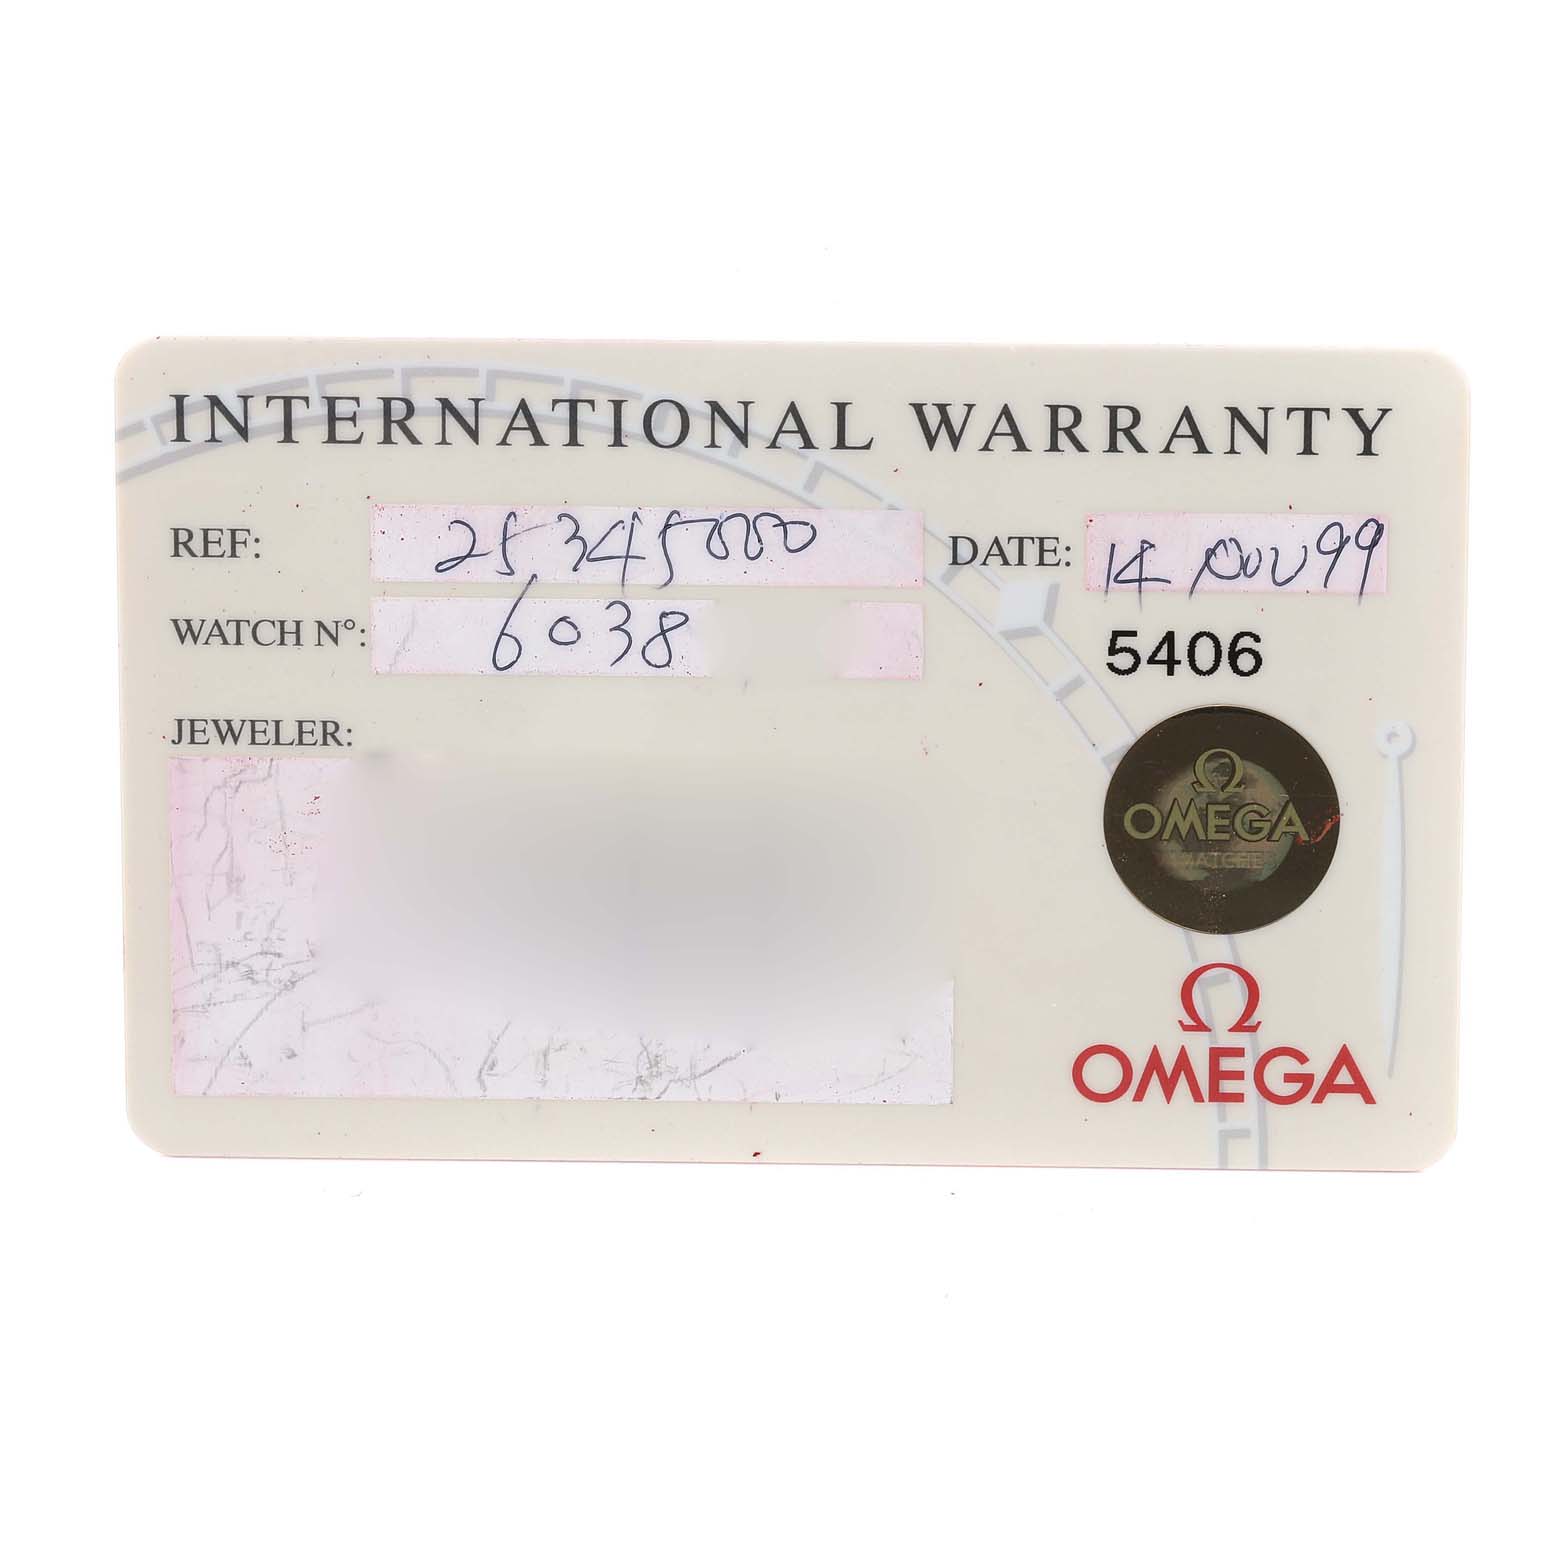 INTERNATIONAL WARRANTY
REF: 25345000 DATE: 14 NOV 99
WATCH N°: 6038
5406
JEWELER:
Ω
OMEGA
Ω
OMEGA